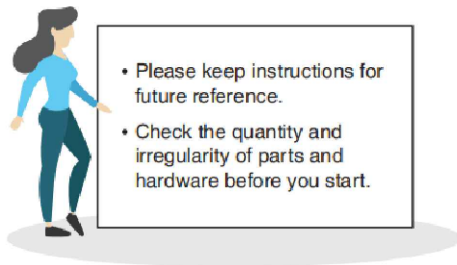 • Please keep instructions for
future reference.
• Check the quantity and
irregularity of parts and
hardware before you start.